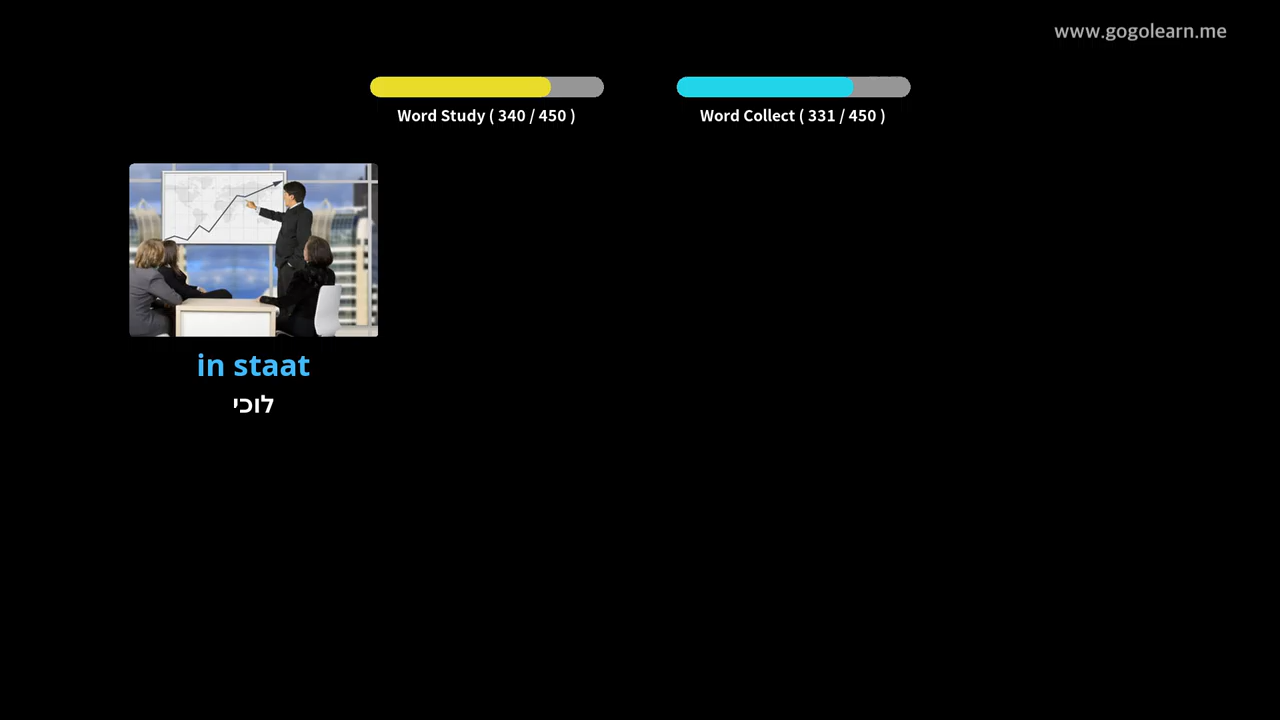 www.gogolearn.me
Word Study ( 340 / 450 )
Word Collect ( 331 / 450 )
in staat
לוכי